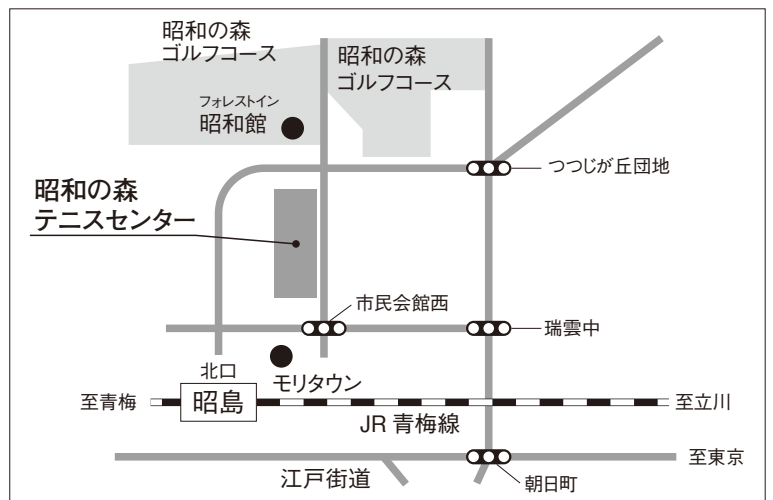 昭和の森
ゴルフコース
昭和の森
ゴルフコース
フォレストイン
昭和館
つつじが丘団地
昭和の森
テニスセンター
市民会館西
瑞雲中
北口
モリタウン
至青梅
昭島
至立川
JR 青梅線
江戸街道
至東京
朝日町